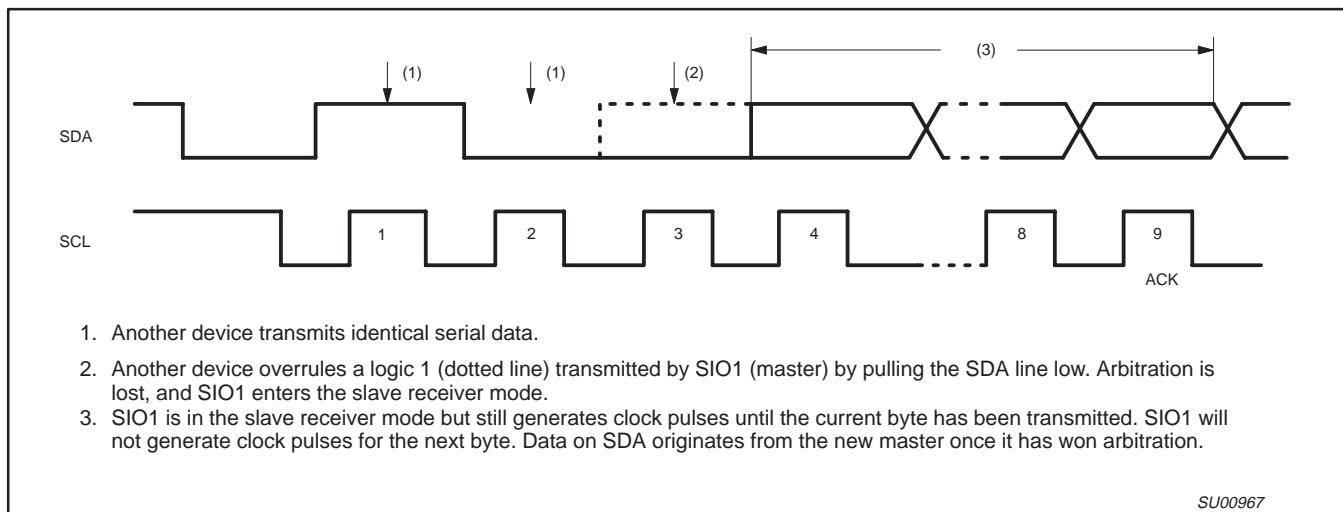 (3)
(1) (1) (2)
SDA
SCL
1 2 3 4 8 9
ACK
1. Another device transmits identical serial data.
2. Another device overrules a logic 1 (dotted line) transmitted by SIO1 (master) by pulling the SDA line low. Arbitration is
lost, and SIO1 enters the slave receiver mode.
3. SIO1 is in the slave receiver mode but still generates clock pulses until the current byte has been transmitted. SIO1 will
not generate clock pulses for the next byte. Data on SDA originates from the new master once it has won arbitration.
SU00967